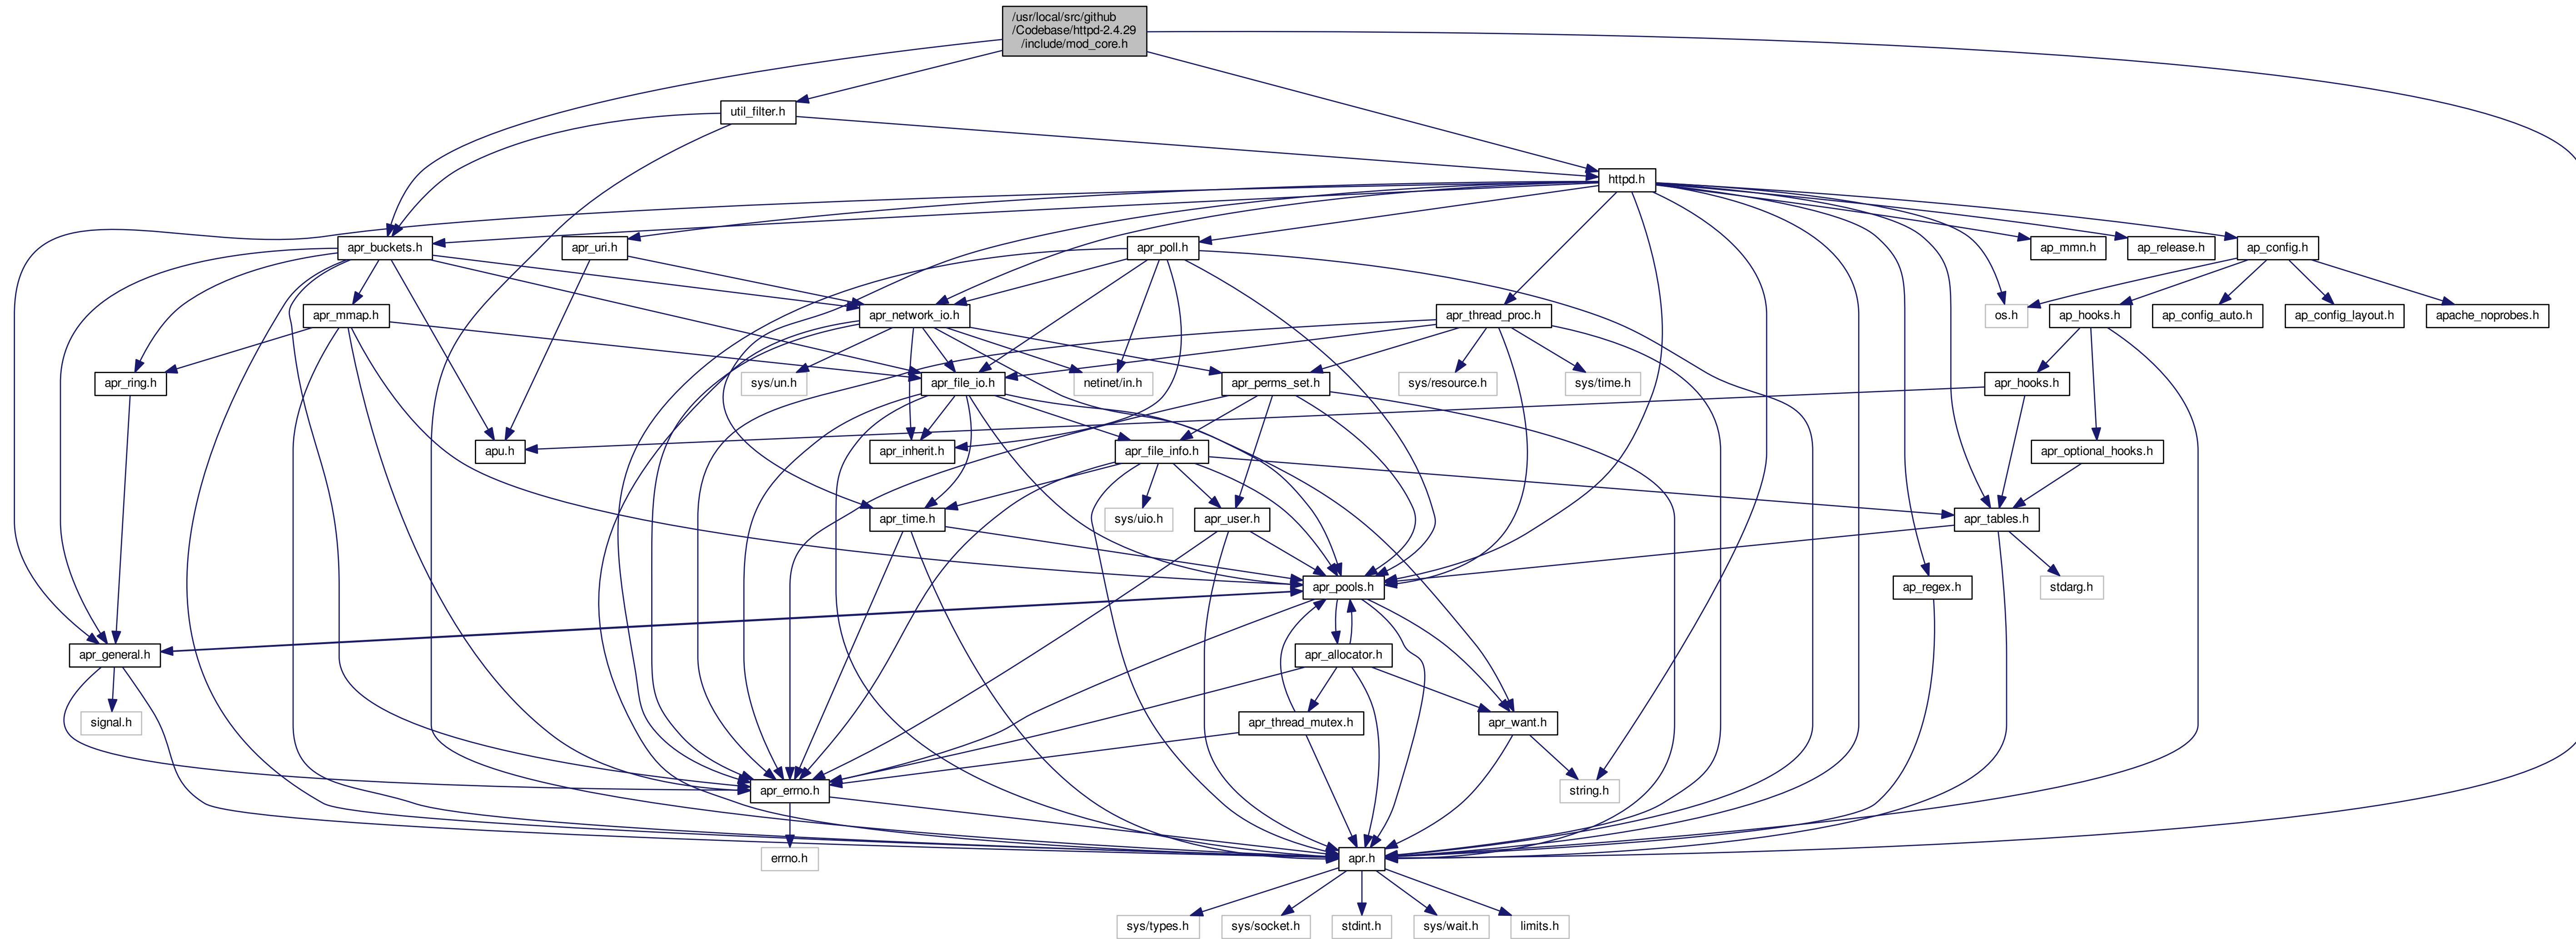 /usr/local/src/github
/Codebase/httpd-2.4.29
/include/mod_core.h
util_filter.h
httpd.h
apr_buckets.h
apr_uri.h
apr_poll.h
ap_mmn.h
ap_release.h
ap_config.h
apr_mmap.h
apr_network_io.h
apr_thread_proc.h
os.h
ap_hooks.h
ap_config_auto.h
ap_config_layout.h
apache_noprobes.h
apr_ring.h
sys/un.h
apr_file_io.h
netinet/in.h
apr_perms_set.h
sys/resource.h
sys/time.h
apr_hooks.h
apu.h
apr_inherit.h
apr_file_info.h
apr_optional_hooks.h
apr_time.h
sys/uio.h
apr_user.h
apr_tables.h
apr_pools.h
ap_regex.h
stdarg.h
apr_general.h
apr_allocator.h
signal.h
apr_thread_mutex.h
apr_want.h
apr_errno.h
string.h
errno.h
apr.h
sys/types.h
sys/socket.h
stdint.h
sys/wait.h
limits.h